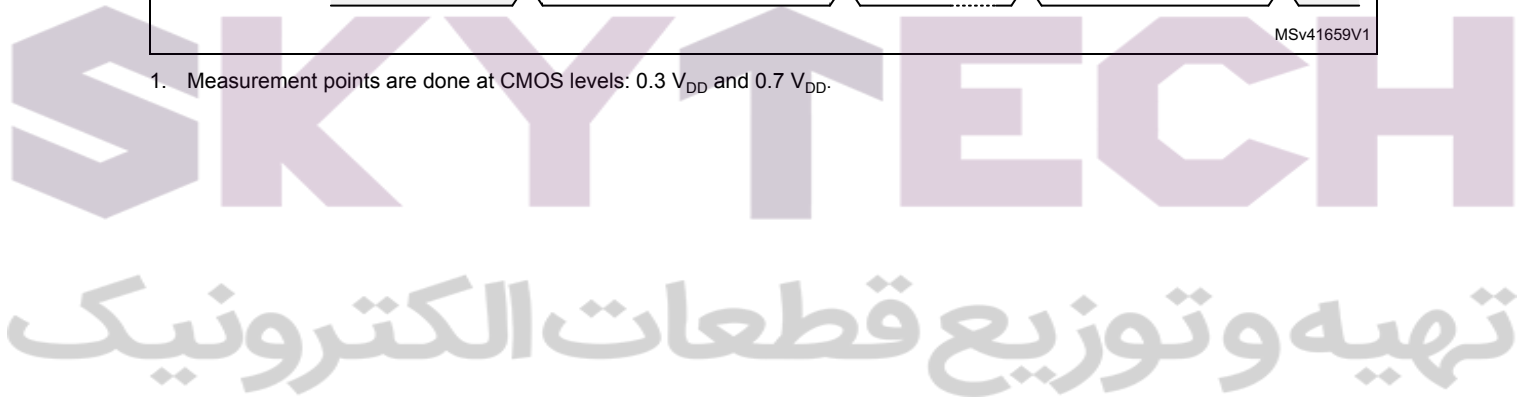 MSv41659V1
1. Measurement points are done at CMOS levels: 0.3 VDD and 0.7 VDD.
SKYTECH
تهیه و توزیع قطعات الکترونیک